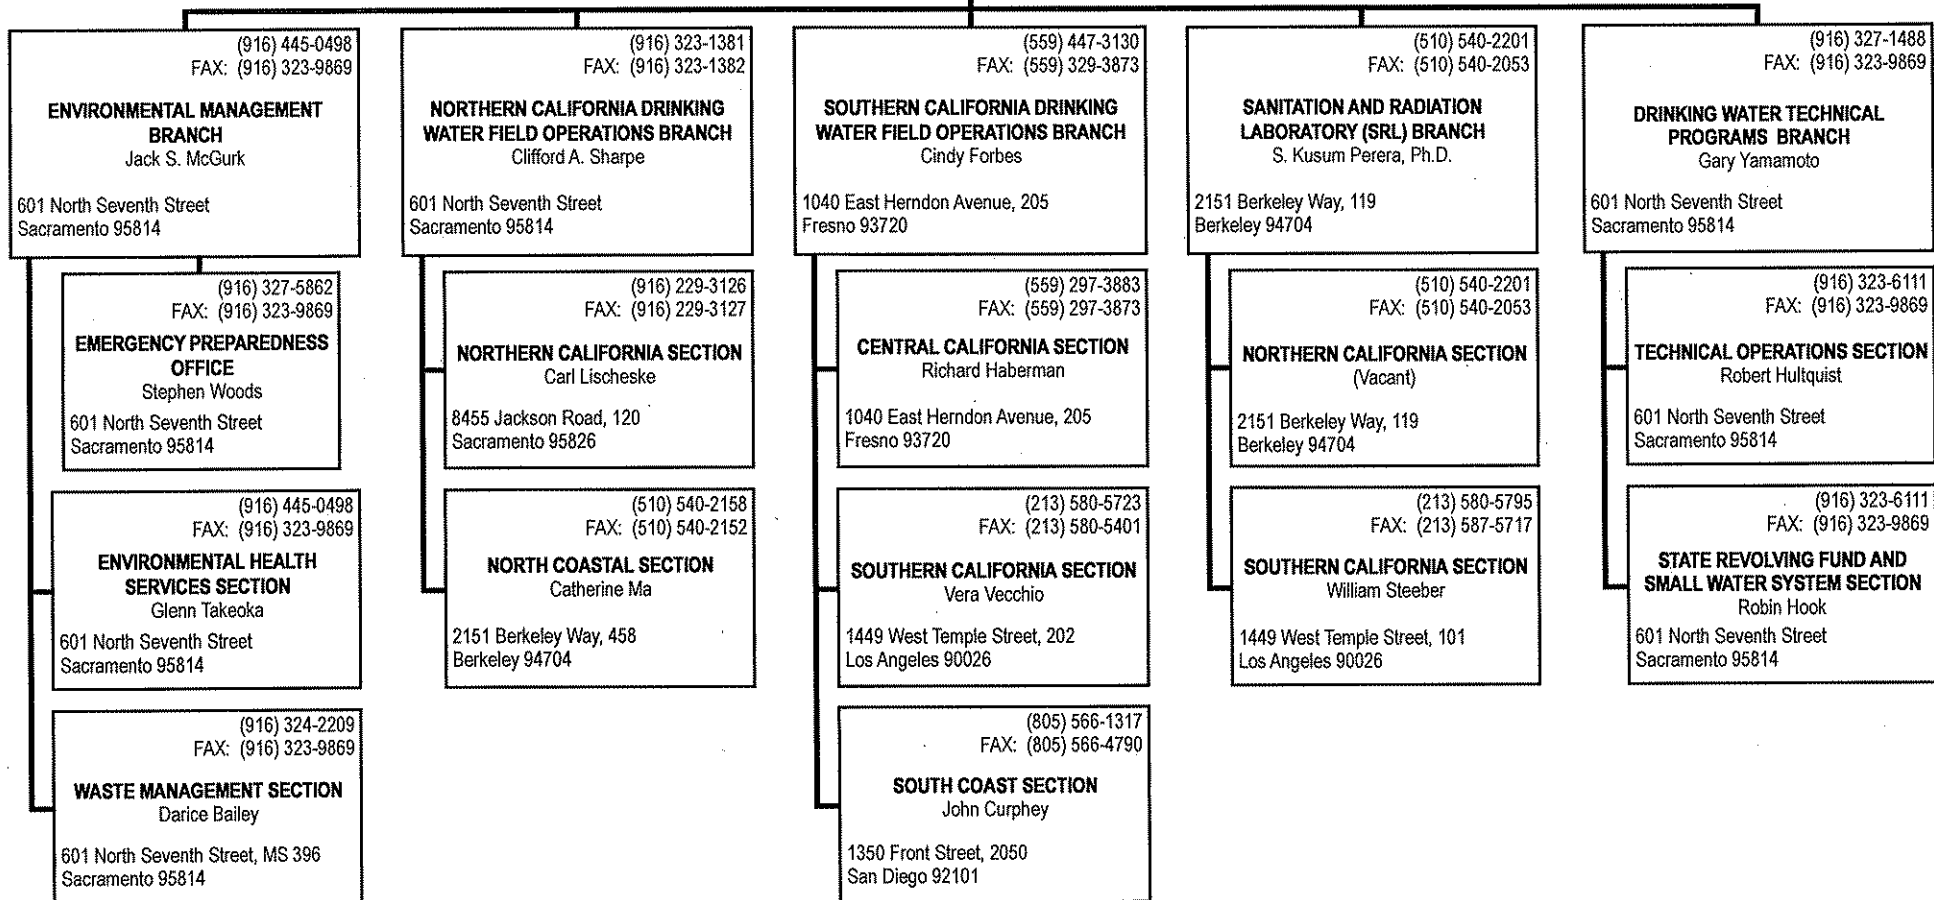 (916) 445-0498
FAX: (916) 323-9869
ENVIRONMENTAL MANAGEMENT
BRANCH
Jack S. McGurk
601 North Seventh Street
Sacramento 95814
(916) 327-5862
FAX: (916) 323-9869
EMERGENCY PREPAREDNESS
OFFICE
Stephen Woods
601 North Seventh Street
Sacramento 95814
(916) 445-0498
FAX: (916) 323-9869
ENVIRONMENTAL HEALTH
SERVICES SECTION
Glenn Takeoka
601 North Seventh Street
Sacramento 95814
(916) 324-2209
FAX: (916) 323-9869
WASTE MANAGEMENT SECTION
Darice Bailey
601 North Seventh Street, MS 396
Sacramento 95814
(916) 323-1381
FAX: (916) 323-1382
NORTHERN CALIFORNIA DRINKING
WATER FIELD OPERATIONS BRANCH
Clifford A. Sharpe
601 North Seventh Street
Sacramento 95814
(916) 229-3126
FAX: (916) 229-3127
NORTHERN CALIFORNIA SECTION
Carl Lischeske
8455 Jackson Road, 120
Sacramento 95826
(510) 540-2158
FAX: (510) 540-2152
NORTH COASTAL SECTION
Catherine Ma
2151 Berkeley Way, 458
Berkeley 94704
(559) 447-3130
FAX: (559) 329-3873
SOUTHERN CALIFORNIA DRINKING
WATER FIELD OPERATIONS BRANCH
Cindy Forbes
1040 East Herndon Avenue, 205
Fresno 93720
(559) 297-3883
FAX: (559) 297-3873
CENTRAL CALIFORNIA SECTION
Richard Haberman
1040 East Herndon Avenue, 205
Fresno 93720
(213) 580-5723
FAX: (213) 580-5401
SOUTHERN CALIFORNIA SECTION
Vera Vecchio
1449 West Temple Street, 202
Los Angeles 90026
(805) 566-1317
FAX: (805) 566-4790
SOUTH COAST SECTION
John Curphey
1350 Front Street, 2050
San Diego 92101
(510) 540-2201
FAX: (510) 540-2053
SANITATION AND RADIATION
LABORATORY (SRL) BRANCH
S. Kusum Perera, Ph.D.
2151 Berkeley Way, 119
Berkeley 94704
(510) 540-2201
FAX: (510) 540-2053
NORTHERN CALIFORNIA SECTION
(Vacant)
2151 Berkeley Way, 119
Berkeley 94704
(213) 580-5795
FAX: (213) 587-5717
SOUTHERN CALIFORNIA SECTION
William Steeber
1449 West Temple Street, 101
Los Angeles 90026
(916) 327-1488
FAX: (916) 323-9869
DRINKING WATER TECHNICAL
PROGRAMS BRANCH
Gary Yamamoto
601 North Seventh Street
Sacramento 95814
(916) 323-6111
FAX: (916) 323-9869
TECHNICAL OPERATIONS SECTION
Robert Hultquist
601 North Seventh Street
Sacramento 95814
(916) 323-6111
FAX: (916) 323-9869
STATE REVOLVING FUND AND
SMALL WATER SYSTEM SECTION
Robin Hook
601 North Seventh Street
Sacramento 95814